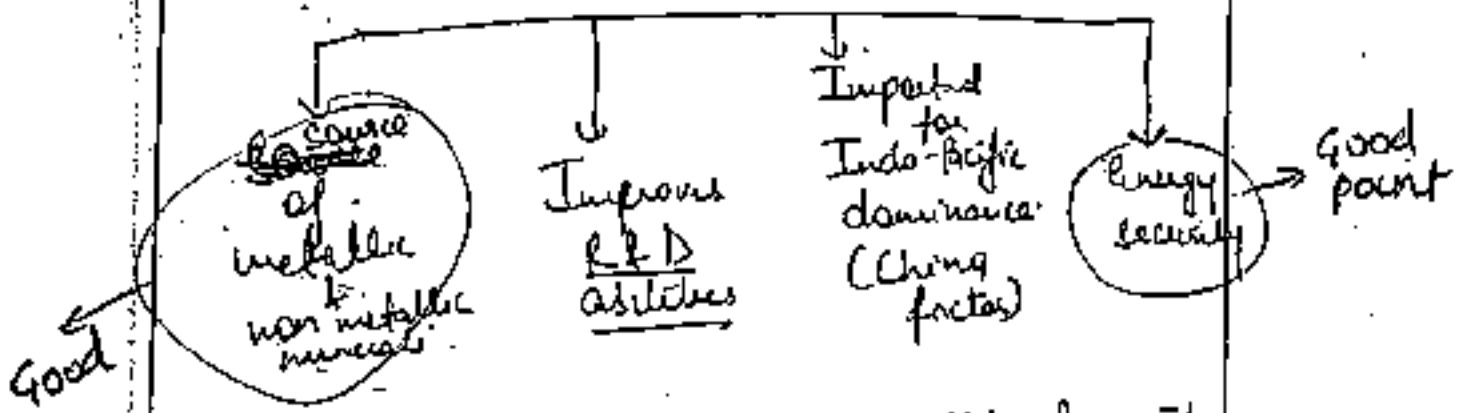 Source
of
metallic
+
non metallic
minerals
Good
Improves
R&D
abilities
Important
for
Indo-Pacific
dominance
(China
factor)
Energy
security
Good
point